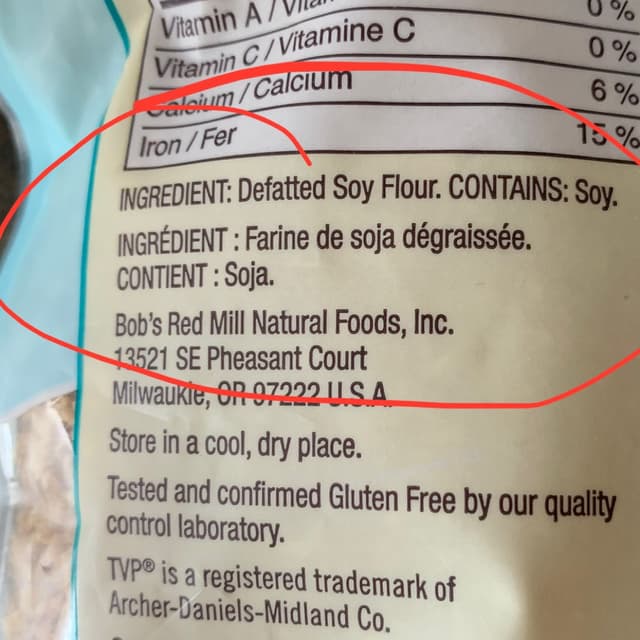 Vitamin A / 0 %
Vitamin C / Vitamine C 0 %
Calcium / Calcium 6 %
Iron / Fer 15 %
INGREDIENT: Defatted Soy Flour. CONTAINS: Soy.
INGRÉDIENT : Farine de soja dégraissée.
CONTIENT : Soja.
Bob's Red Mill Natural Foods, Inc.
13521 SE Pheasant Court
Milwaukie, OR 97222 U.S.A.
Store in a cool, dry place.
Tested and confirmed Gluten Free by our quality
control laboratory.
TVP® is a registered trademark of
Archer-Daniels-Midland Co.